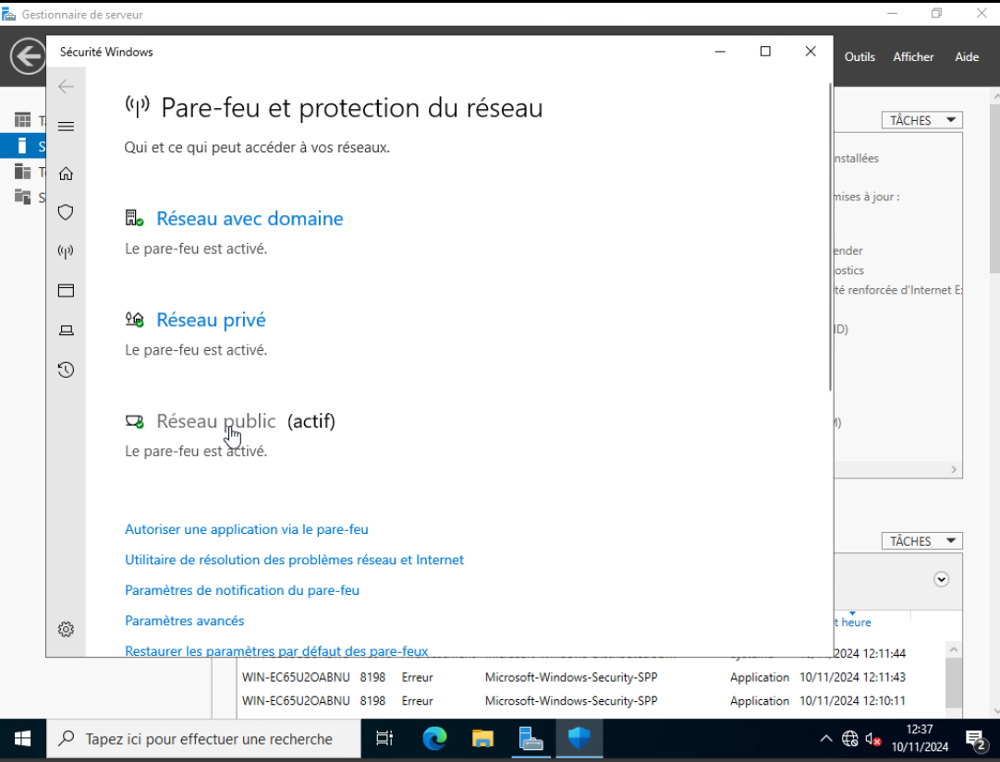 Gestionnaire de serveur
Sécurité Windows
Outils Afficher Aide
Pare-feu et protection du réseau
TÂCHES
Qui et ce qui peut accéder à vos réseaux.
nstallées
mises à jour :
Réseau avec domaine
Le pare-feu est activé.
ender
ostics
té renforcée d'Internet E
Réseau privé
ID)
Le pare-feu est activé.
Réseau public (actif)
Le pare-feu est activé.
Autoriser une application via le pare-feu
TÂCHES
Utilitaire de résolution des problèmes réseau et Internet
Paramètres de notification du pare-feu
Paramètres avancés
t heure
Restaurer les paramètres par défaut des pare-feux
2024 12:11:44
WIN-EC65U2OABNU 8198 Erreur Microsoft-Windows-Security-SPP Application 10/11/2024 12:11:43
WIN-EC65U2OABNU 8198 Erreur Microsoft-Windows-Security-SPP Application 10/11/2024 12:10:11
Tapez ici pour effectuer une recherche
12:37
10/11/2024
2